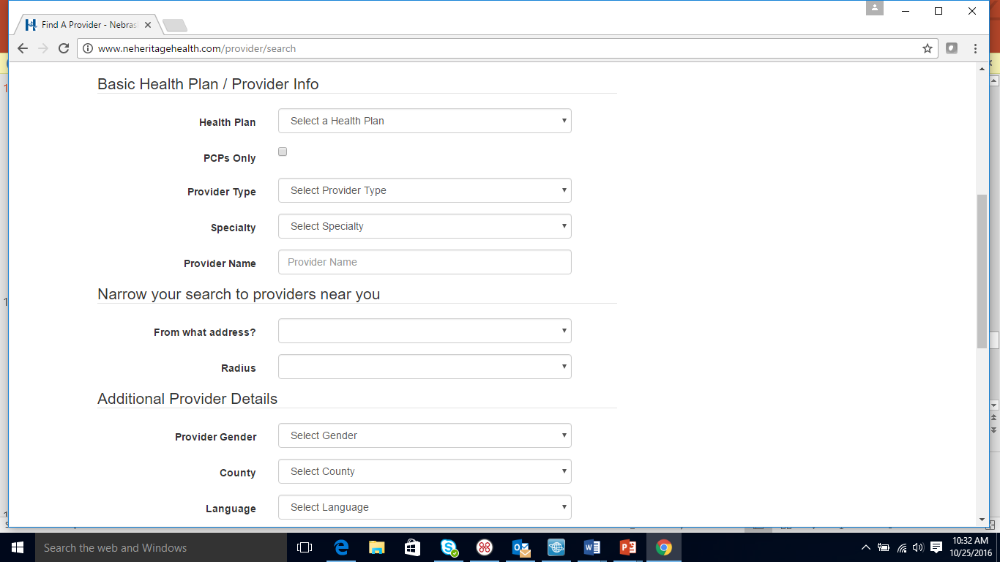 Find A Provider - Nebras
www.neheritagehealth.com/provider/search
Basic Health Plan / Provider Info
Health Plan Select a Health Plan
PCPs Only
Provider Type Select Provider Type
Specialty Select Specialty
Provider Name Provider Name
Narrow your search to providers near you
From what address?
Radius
Additional Provider Details
Provider Gender Select Gender
County Select County
Language Select Language
Search the web and Windows
10:32 AM
10/25/2016